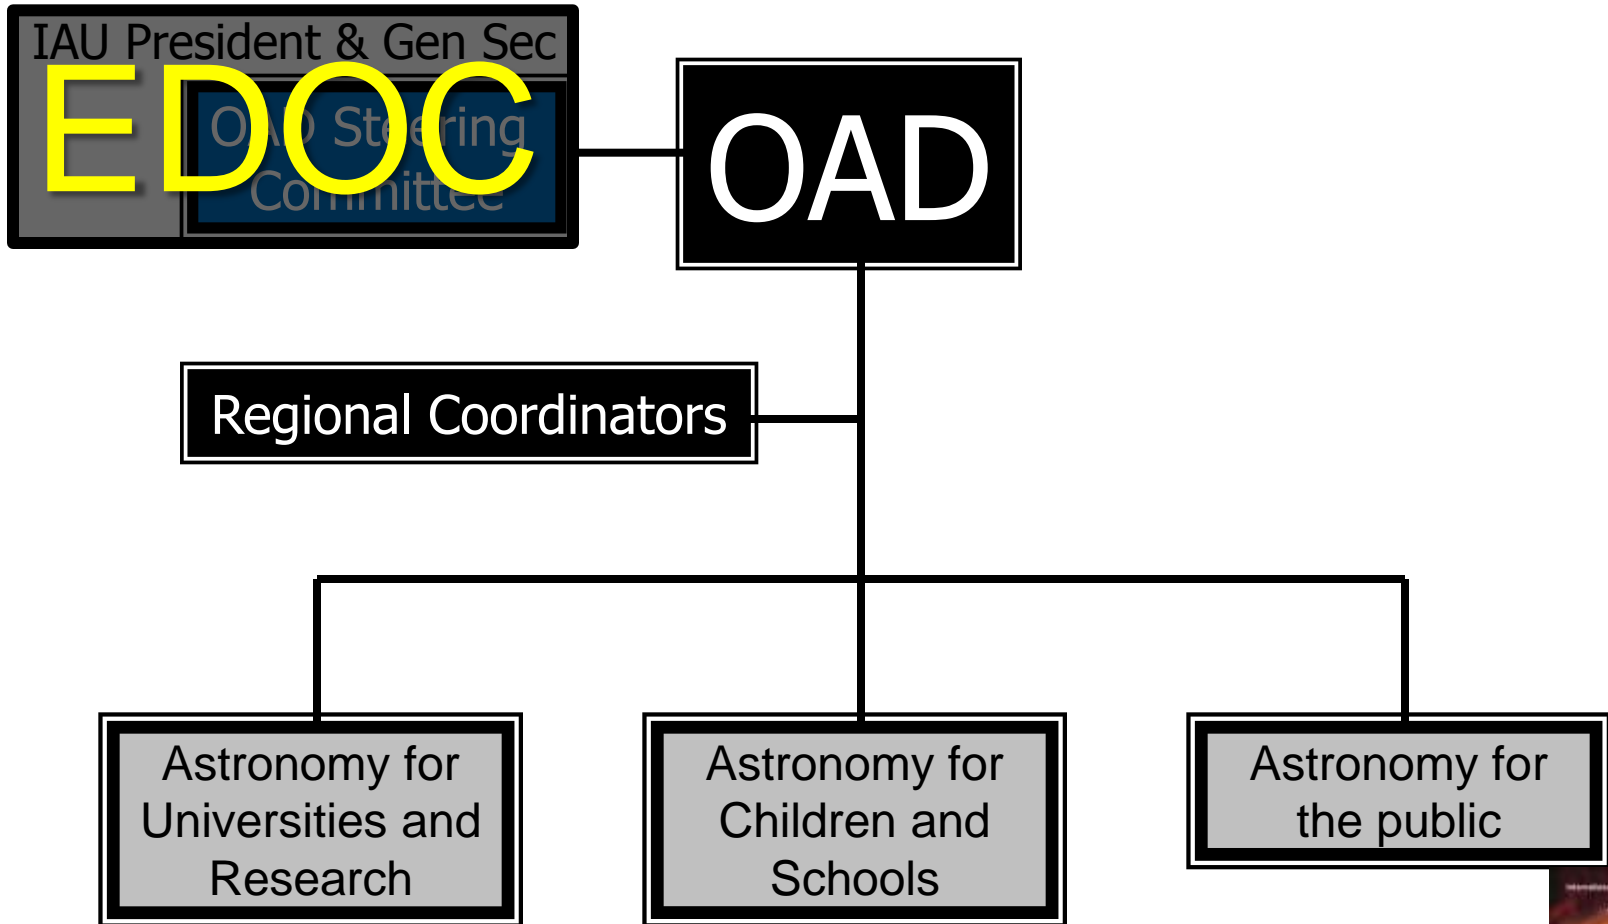 IAU President & Gen Sec
EDOC
OAD Steering
Committee
OAD
Regional Coordinators
Astronomy for
Universities and
Research
Astronomy for
Children and
Schools
Astronomy for
the public